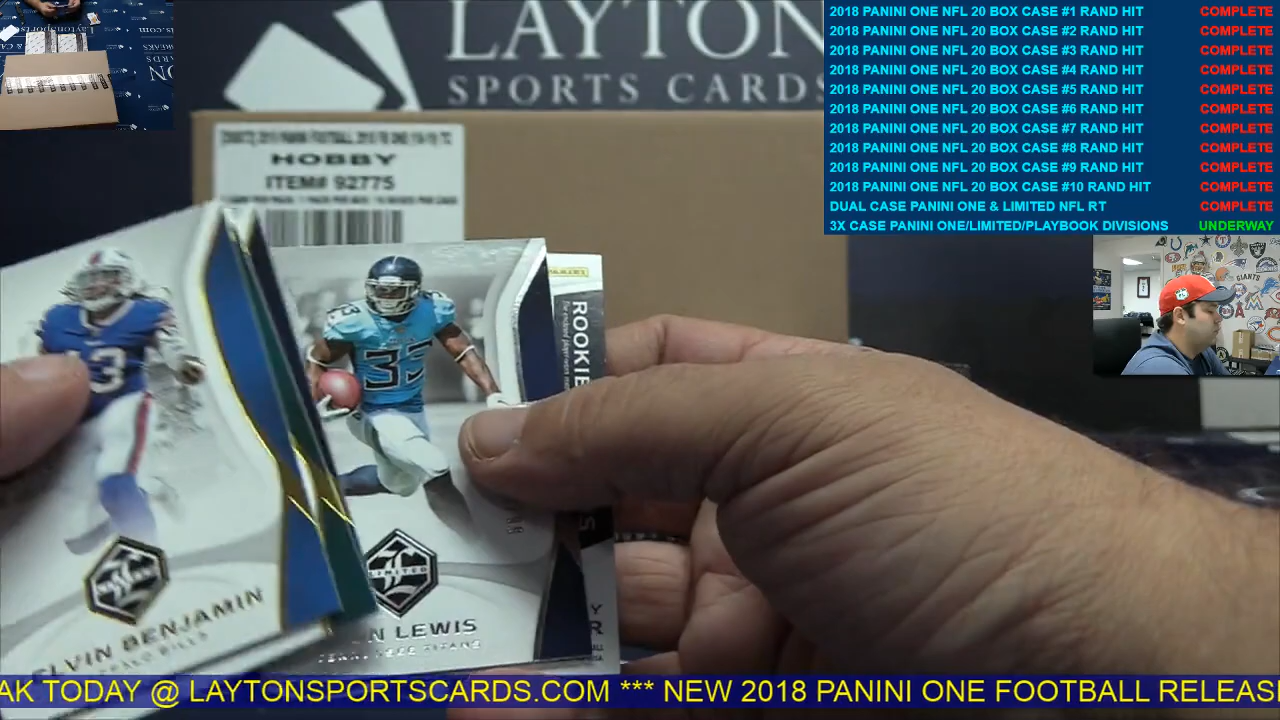 2018 PANINI ONE NFL 20 BOX CASE #1 RAND HIT COMPLETE
2018 PANINI ONE NFL 20 BOX CASE #2 RAND HIT COMPLETE
2018 PANINI ONE NFL 20 BOX CASE #3 RAND HIT COMPLETE
2018 PANINI ONE NFL 20 BOX CASE #4 RAND HIT COMPLETE
2018 PANINI ONE NFL 20 BOX CASE #5 RAND HIT COMPLETE
2018 PANINI ONE NFL 20 BOX CASE #6 RAND HIT COMPLETE
2018 PANINI ONE NFL 20 BOX CASE #7 RAND HIT COMPLETE
2018 PANINI ONE NFL 20 BOX CASE #8 RAND HIT COMPLETE
2018 PANINI ONE NFL 20 BOX CASE #9 RAND HIT COMPLETE
2018 PANINI ONE NFL 20 BOX CASE #10 RAND HIT COMPLETE
DUAL CASE PANINI ONE & LIMITED NFL RT COMPLETE
3X CASE PANINI ONE/LIMITED/PLAYBOOK DIVISIONS UNDERWAY
LAYTON
SPORTS CARDS
HOBBY
ITEM# 92775
33
ROOKIE
LIMITED
ELVIN BENJAMIN
N LEWIS
TENNESSEE TITANS
GIANTS
AK TODAY @ LAYTONSPORTSCARDS.COM *** NEW 2018 PANINI ONE FOOTBALL RELEAS